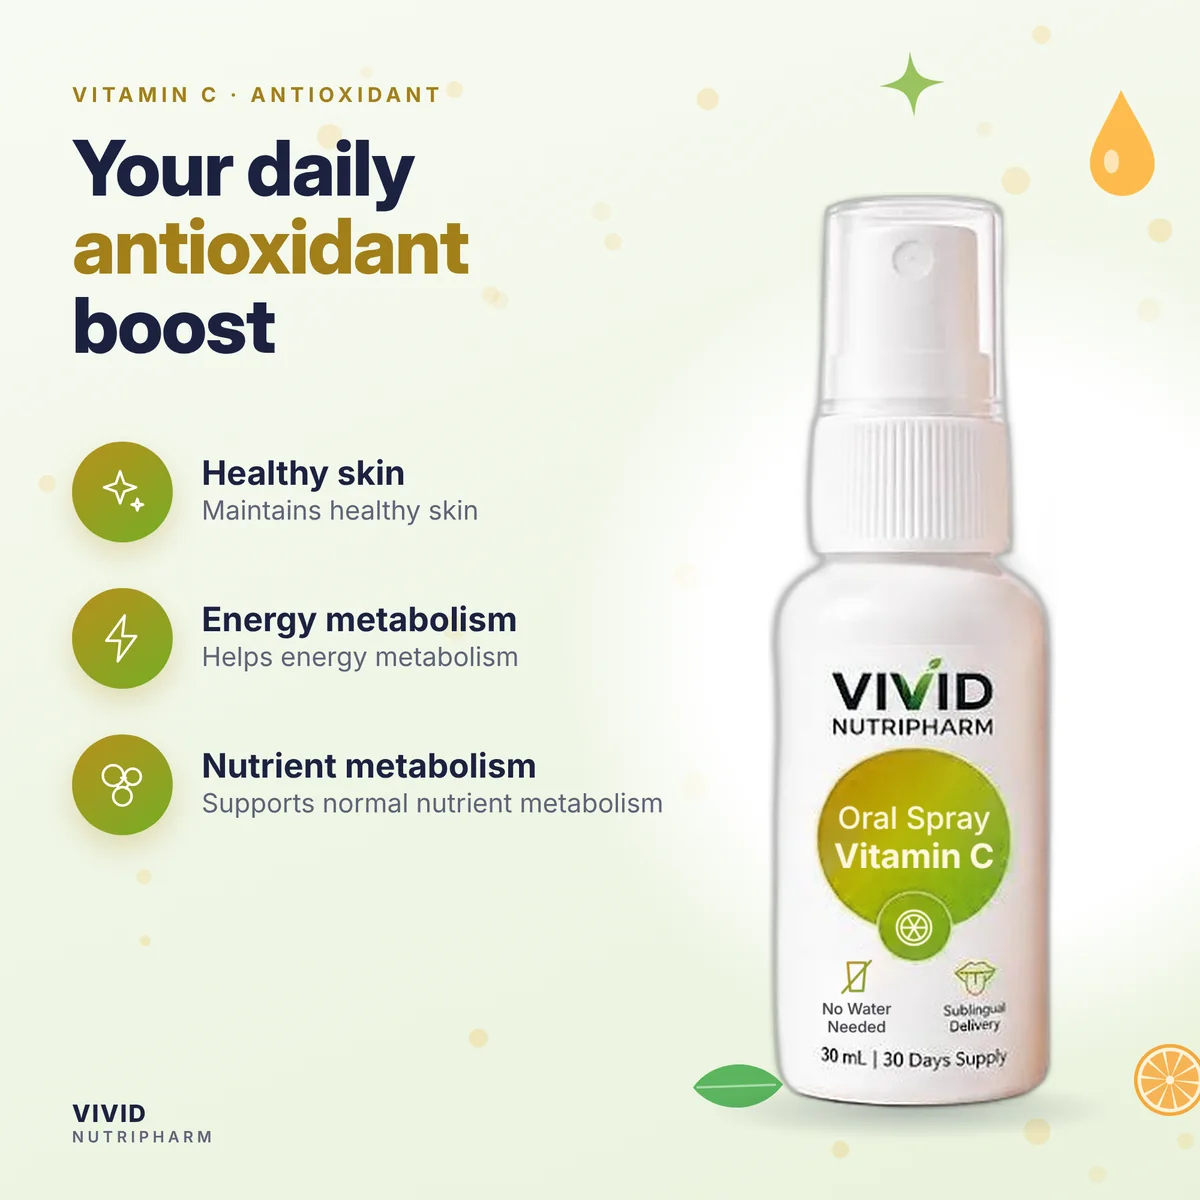 VITAMIN C · ANTIOXIDANT
Your daily
antioxidant
boost
Healthy skin
Maintains healthy skin
Energy metabolism
Helps energy metabolism
Nutrient metabolism
Supports normal nutrient metabolism
VIVID
NUTRIPHARM
VIVID
NUTRIPHARM
Oral Spray
Vitamin C
No Water
Needed
Sublingual
Delivery
30 mL | 30 Days Supply